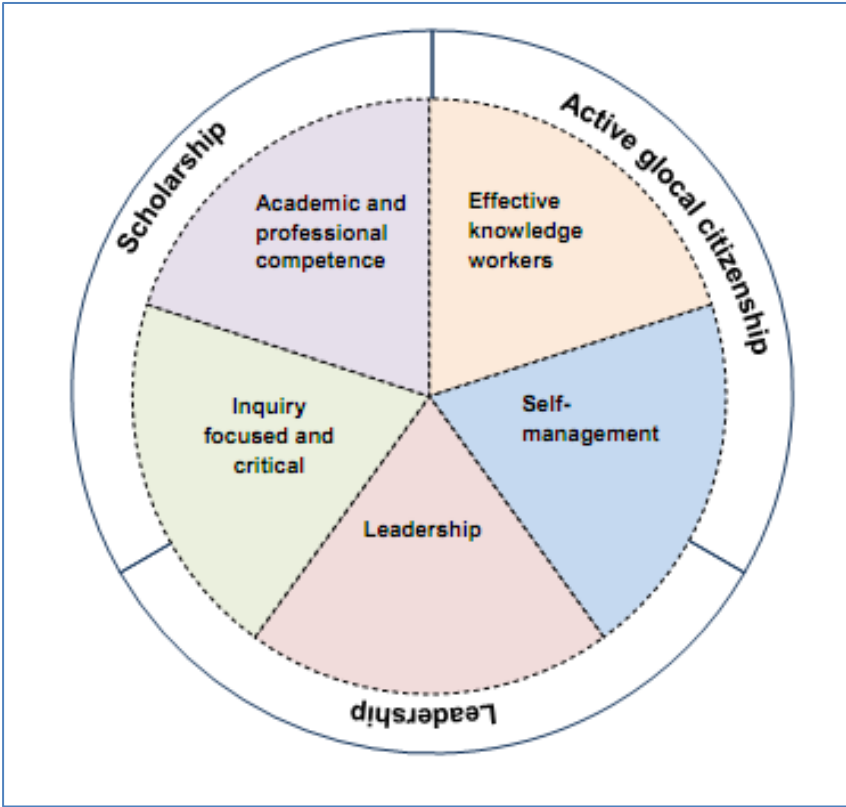 Scholarship
Active glocal citizenship
Academic and
professional
competence
Effective
knowledge
workers
Inquiry
focused and
critical
Self-
management
Leadership
Leadership